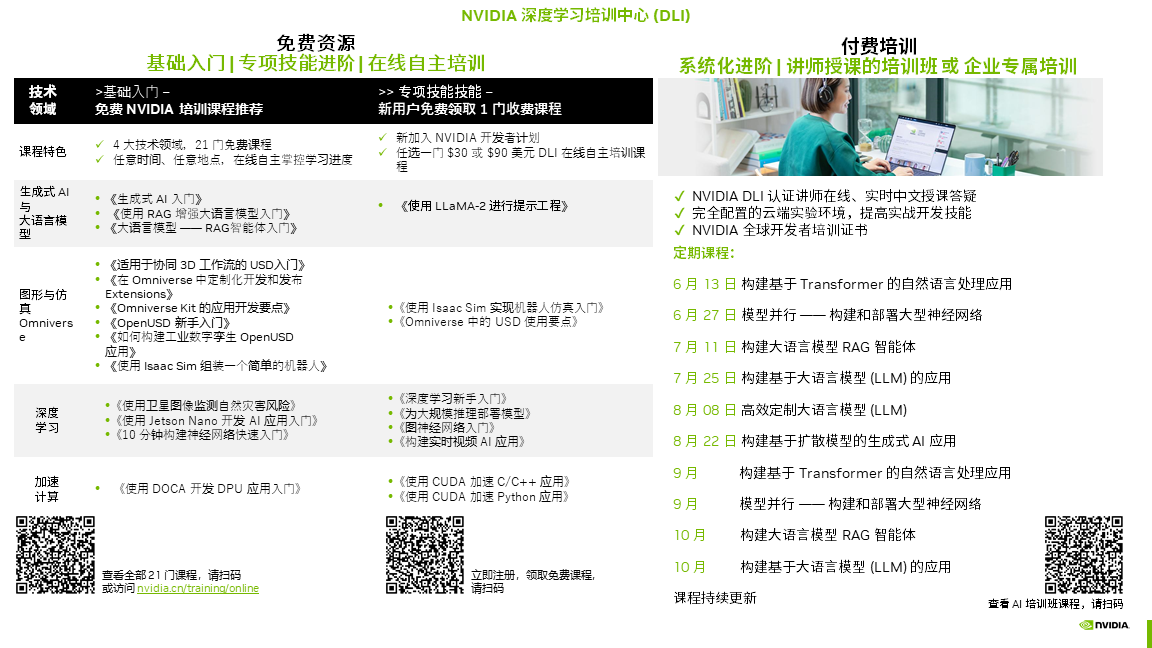 NVIDIA 深度学习培训中心 (DLI)
免费资源
基础入门 | 专项技能进阶 | 在线自主培训
技术
领域
>基础入门 –
免费 NVIDIA 培训课程推荐
>> 专项技能技能 –
新用户免费领取 1 门收费课程
课程特色
✓ 4 大技术领域，21 门免费课程
✓ 任意时间、任意地点，在线自主掌控学习进度
✓ 新加入 NVIDIA 开发者计划
✓ 任选一门 $30 或 $90 美元 DLI 在线自主培训课
程
生成式 AI
与
大语言模
型
• 《生成式 AI 入门》
• 《使用 RAG 增强大语言模型入门》
• 《大语言模型 —— RAG智能体入门》
• 《使用 LLaMA-2 进行提示工程》
图形与仿
真
Omnivers
e
• 《适用于协同 3D 工作流的 USD入门》
• 《在 Omniverse 中定制化开发和发布
Extensions》
• 《Omniverse Kit 的应用开发要点》
• 《OpenUSD 新手入门》
• 《如何构建工业数字孪生 OpenUSD
应用》
• 《使用 Isaac Sim 组装一个简单的机器人》
•《使用 Isaac Sim 实现机器人仿真入门》
•《Omniverse 中的 USD 使用要点》
深度
学习
•《使用卫星图像监测自然灾害风险》
•《使用 Jetson Nano 开发 AI 应用入门》
•《10 分钟构建神经网络快速入门》
•《深度学习新手入门》
•《为大规模推理部署模型》
•《图神经网络入门》
•《构建实时视频 AI 应用》
加速
计算
• 《使用 DOCA 开发 DPU 应用入门》
•《使用 CUDA 加速 C/C++ 应用》
•《使用 CUDA 加速 Python 应用》
查看全部 21 门课程，请扫码
或访问 nvidia.cn/training/online
立即注册，领取免费课程，
请扫码
付费培训
系统化进阶 | 讲师授课的培训班 或 企业专属培训
✓ NVIDIA DLI 认证讲师在线、实时中文授课答疑
✓ 完全配置的云端实验环境，提高实战开发技能
✓ NVIDIA 全球开发者培训证书
定期课程：
6 月 13 日 构建基于 Transformer 的自然语言处理应用
6 月 27 日 模型并行 —— 构建和部署大型神经网络
7 月 11 日 构建大语言模型 RAG 智能体
7 月 25 日 构建基于大语言模型 (LLM) 的应用
8 月 08 日 高效定制大语言模型 (LLM)
8 月 22 日 构建基于扩散模型的生成式 AI 应用
9 月 构建基于 Transformer 的自然语言处理应用
9 月 模型并行 —— 构建和部署大型神经网络
10 月 构建大语言模型 RAG 智能体
10 月 构建基于大语言模型 (LLM) 的应用
课程持续更新
查看 AI 培训班课程，请扫码
NVIDIA